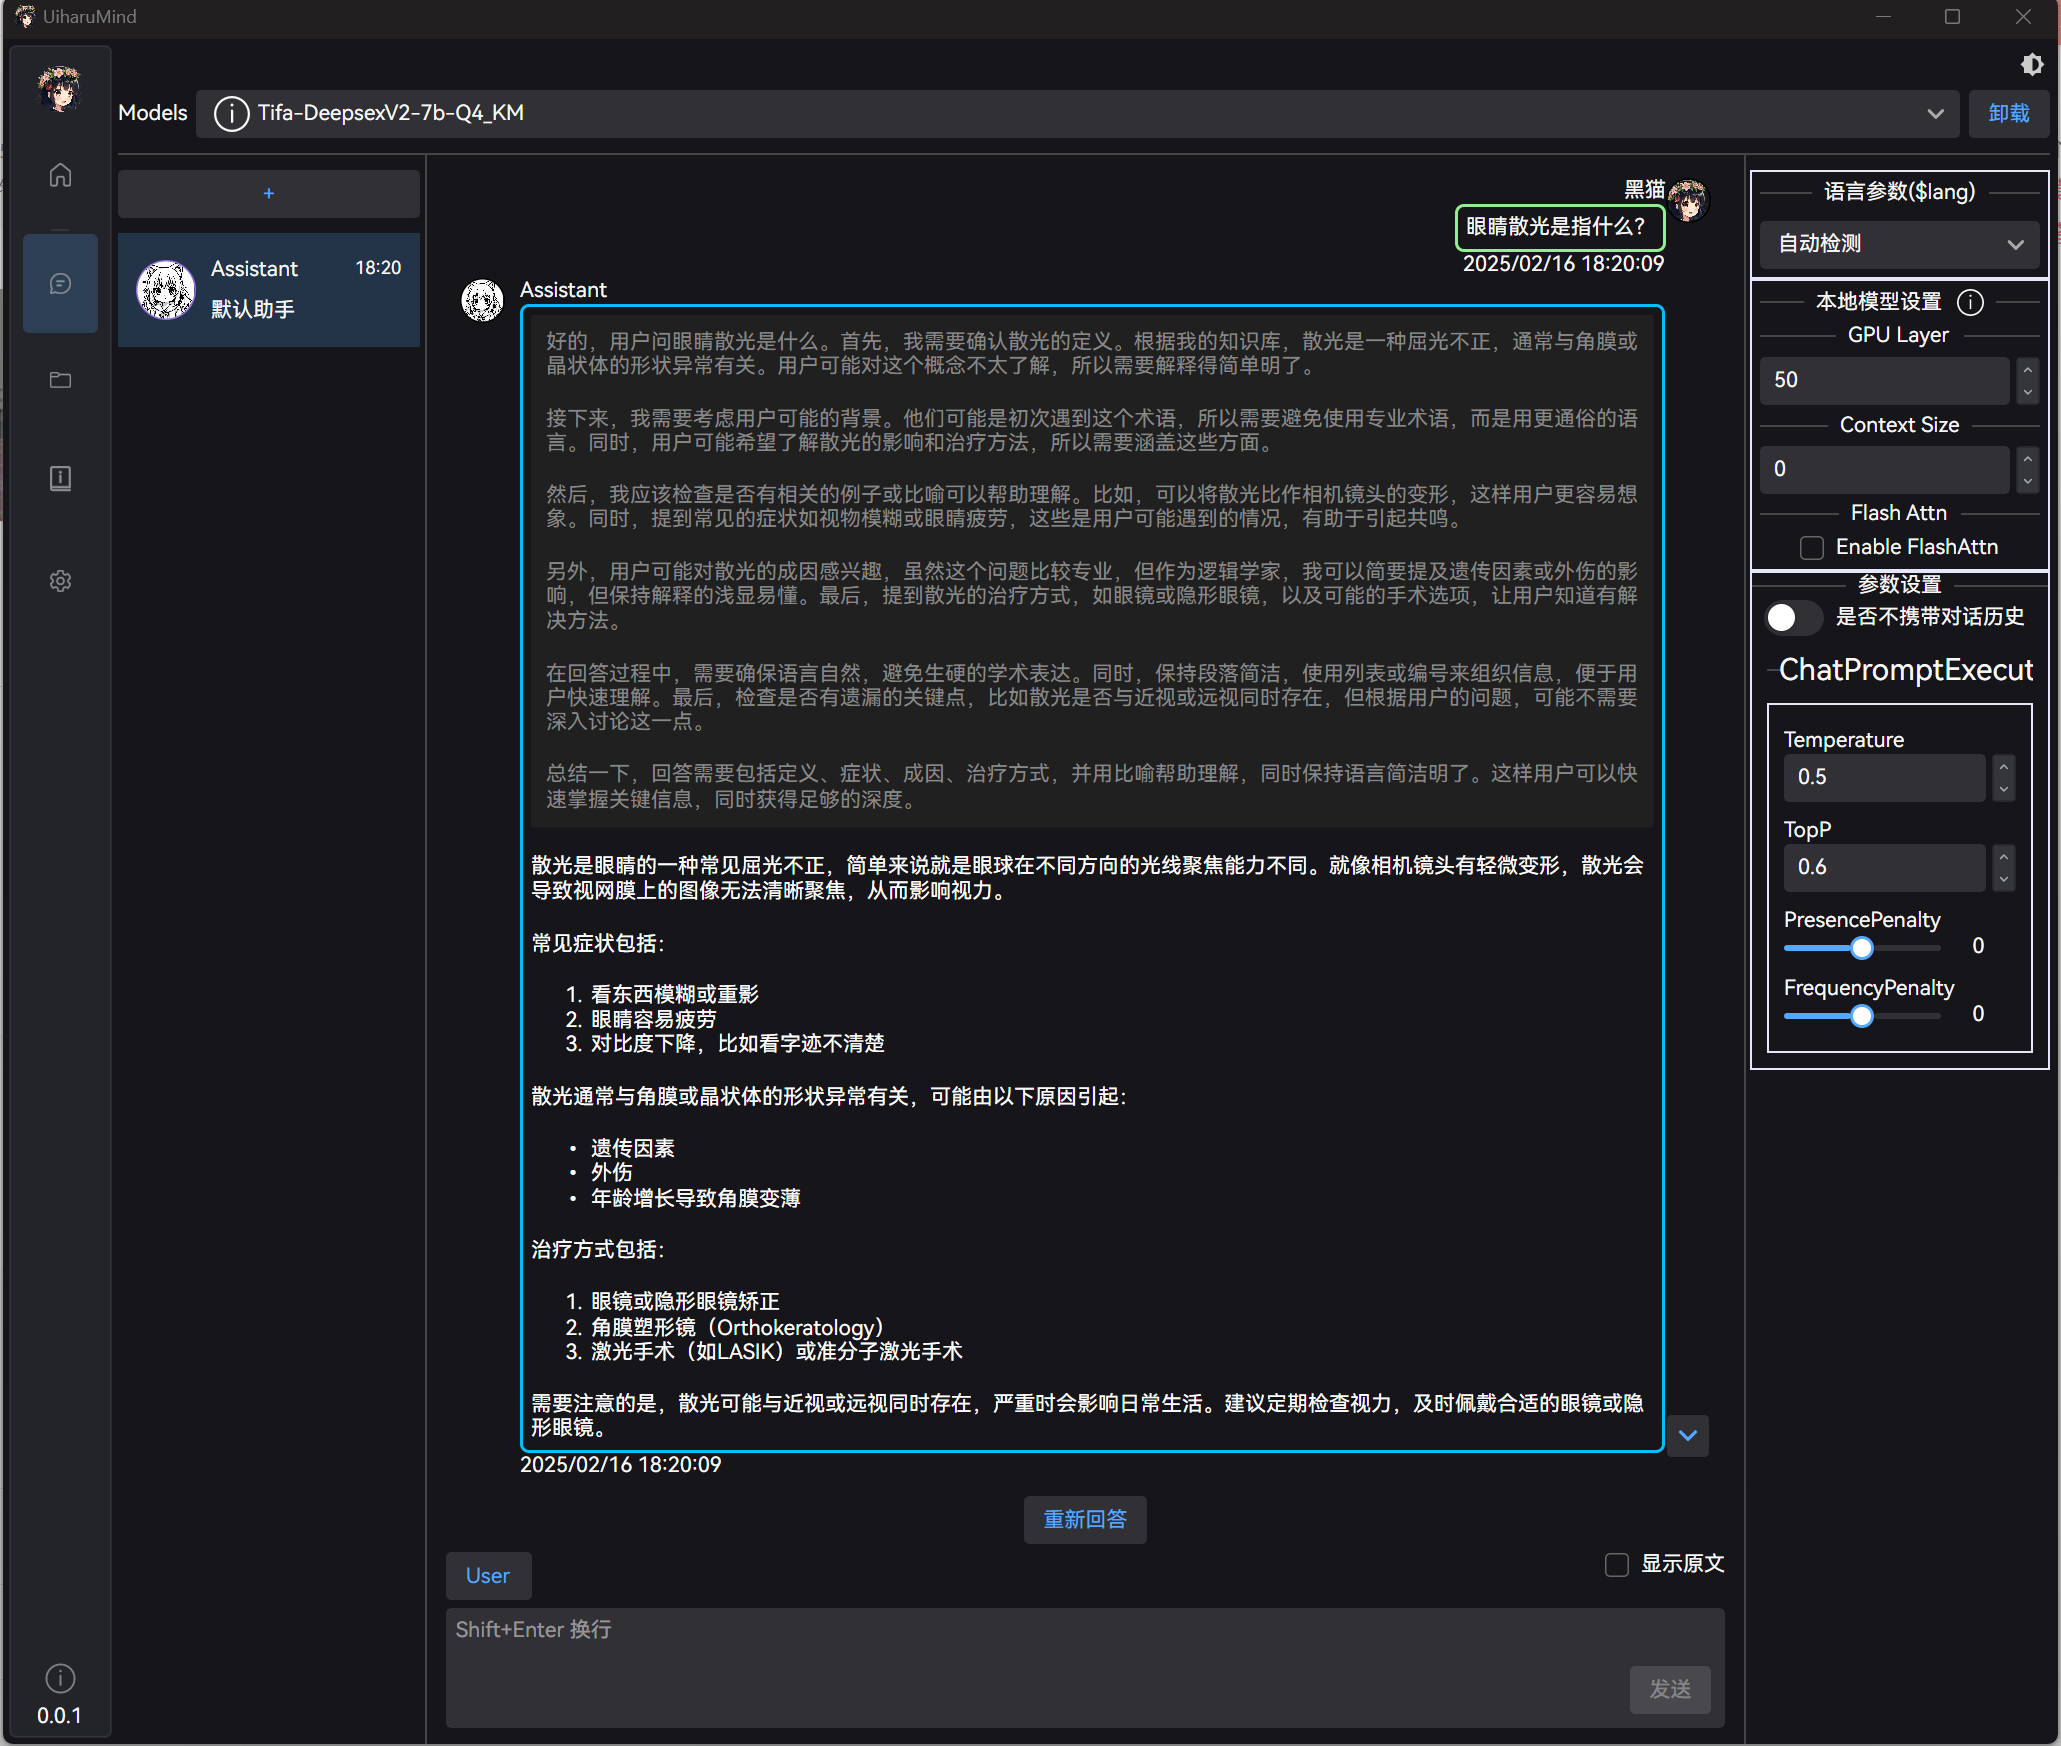 UiharuMind
Models
Tifa-DeepsexV2-7b-Q4_KM
卸载
+
Assistant
18:20
默认助手
黑猫
眼睛散光是指什么？
2025/02/16 18:20:09
Assistant
好的，用户问眼睛散光是什么。首先，我需要确认散光的定义。根据我的知识库，散光是一种屈光不正，通常与角膜或
晶状体的形状异常有关。用户可能对这个概念不太了解，所以需要解释得简单明了。
接下来，我需要考虑用户可能的背景。他们可能是初次遇到这个术语，所以需要避免使用专业术语，而是用更通俗的语
言。同时，用户可能希望了解散光的影响和治疗方法，所以需要涵盖这些方面。
然后，我应该检查是否有相关的例子或比喻可以帮助理解。比如，可以将散光比作相机镜头的变形，这样用户更容易想
象。同时，提到常见的症状如视物模糊或眼睛疲劳，这些是用户可能遇到的情况，有助于引起共鸣。
另外，用户可能对散光的成因感兴趣，虽然这个问题比较专业，但作为逻辑学家，我可以简要提及遗传因素或外伤的影
响，但保持解释的浅显易懂。最后，提到散光的治疗方式，如眼镜或隐形眼镜，以及可能的手术选项，让用户知道有解
决方法。
在回答过程中，需要确保语言自然，避免生硬的学术表达。同时，保持段落简洁，使用列表或编号来组织信息，便于用
户快速理解。最后，检查是否有遗漏的关键点，比如散光是否与近视或远视同时存在，但根据用户的问题，可能不需要
深入讨论这一点。
总结一下，回答需要包括定义、症状、成因、治疗方式，并用比喻帮助理解，同时保持语言简洁明了。这样用户可以快
速掌握关键信息，同时获得足够的深度。
散光是眼睛的一种常见屈光不正，简单来说就是眼球在不同方向的光线聚焦能力不同。就像相机镜头有轻微变形，散光会
导致视网膜上的图像无法清晰聚焦，从而影响视力。
常见症状包括：
1. 看东西模糊或重影
2. 眼睛容易疲劳
3. 对比度下降，比如看字迹不清楚
散光通常与角膜或晶状体的形状异常有关，可能由以下原因引起：
• 遗传因素
• 外伤
• 年龄增长导致角膜变薄
治疗方式包括：
1. 眼镜或隐形眼镜矫正
2. 角膜塑形镜（Orthokeratology）
3. 激光手术（如LASIK）或准分子激光手术
需要注意的是，散光可能与近视或远视同时存在，严重时会影响日常生活。建议定期检查视力，及时佩戴合适的眼镜或隐
形眼镜。
2025/02/16 18:20:09
重新回答
User
显示原文
Shift+Enter 换行
发送
语言参数($lang)
自动检测
本地模型设置
GPU Layer
50
Context Size
0
Flash Attn
Enable FlashAttn
参数设置
是否不携带对话历史
ChatPromptExecut
Temperature
0.5
TopP
0.6
PresencePenalty
0
FrequencyPenalty
0
0.0.1